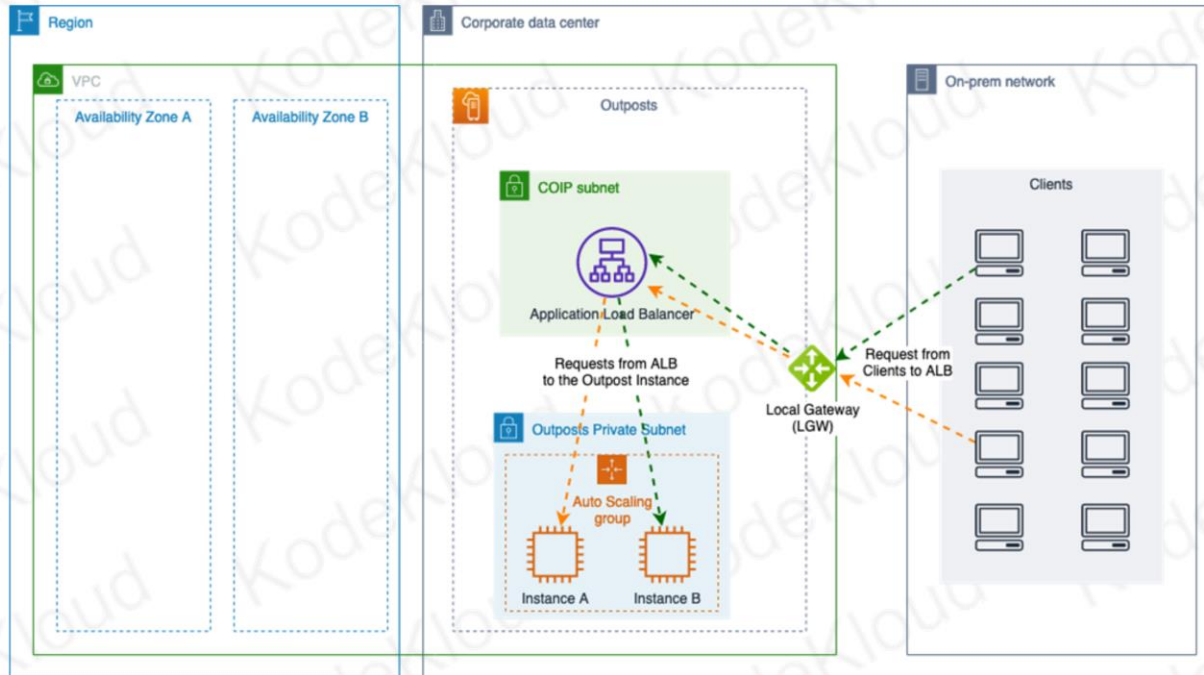 Region
Corporate data center
VPC
On-prem network
Availability Zone A
Availability Zone B
Outposts
COIP subnet
Clients
Application Load Balancer
Requests from ALB
to the Outpost Instance
Request from
Clients to ALB
Local Gateway
(LGW)
Outposts Private Subnet
Auto Scaling
group
Instance A
Instance B
KodeKloud